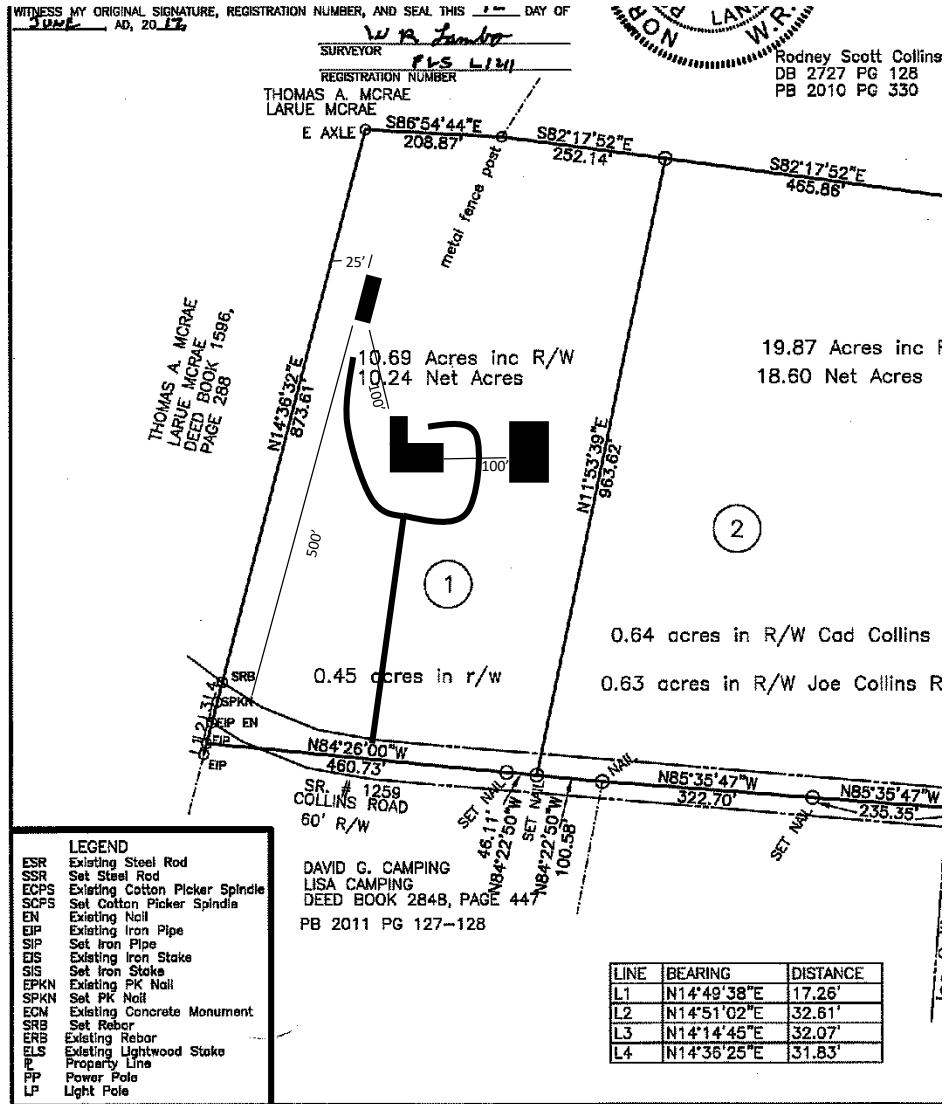 WITNESS MY ORIGINAL SIGNATURE, REGISTRATION NUMBER, AND SEAL THIS DAY OF
JUNE AD, 20 12
W R Lambo
SURVEYOR
PLS L1211
REGISTRATION NUMBER
NOR
LAN
W.R.
Rodney Scott Collins
DB 2727 PG 128
PB 2010 PG 330
THOMAS A. MCRAE
LARUE MCRAE
E AXLE
S86°54'44"E
208.87'
S82°17'52"E
252.14'
S82°17'52"E
465.86'
metal fence post
25'
THOMAS A. MCRAE
LARUE MCRAE
DEED BOOK 1596,
PAGE 288
N14°36'32"E
873.61'
10.69 Acres inc R/W
10.24 Net Acres
100'
100'
500'
N11°53'39"E
963.62'
19.87 Acres inc
18.60 Net Acres
1
2
0.45 acres in r/w
0.64 acres in R/W Cad Collins
0.63 acres in R/W Joe Collins R
SRB
SPKN
EIP EN
EIP
EIP
L1 L2 L3 L4
N84°26'00"W
460.73'
SR. # 1259
COLLINS ROAD
60' R/W
SET NAIL
46.11'
N84°22'50"W
SET NAIL
N84°22'50"W
100.58'
NAIL
N85°35'47"W
322.70'
SET NAIL
N85°35'47"W
235.35'
DAVID G. CAMPING
LISA CAMPING
DEED BOOK 2848, PAGE 447
PB 2011 PG 127-128
LEGEND
ESR Existing Steel Rod
SSR Set Steel Rod
ECPS Existing Cotton Picker Spindle
SCPS Set Cotton Picker Spindle
EN Existing Nail
EIP Existing Iron Pipe
SIP Set Iron Pipe
EIS Existing Iron Stake
SIS Set Iron Stake
EPKN Existing PK Nail
SPKN Set PK Nail
ECM Existing Concrete Monument
SRB Set Rebar
ERB Existing Rebar
ELS Existing Lightwood Stake
PL Property Line
PP Power Pole
LP Light Pole
LINE BEARING DISTANCE
L1 N14°49'38"E 17.26'
L2 N14°51'02"E 32.61'
L3 N14°14'45"E 32.07'
L4 N14°36'25"E 31.83'